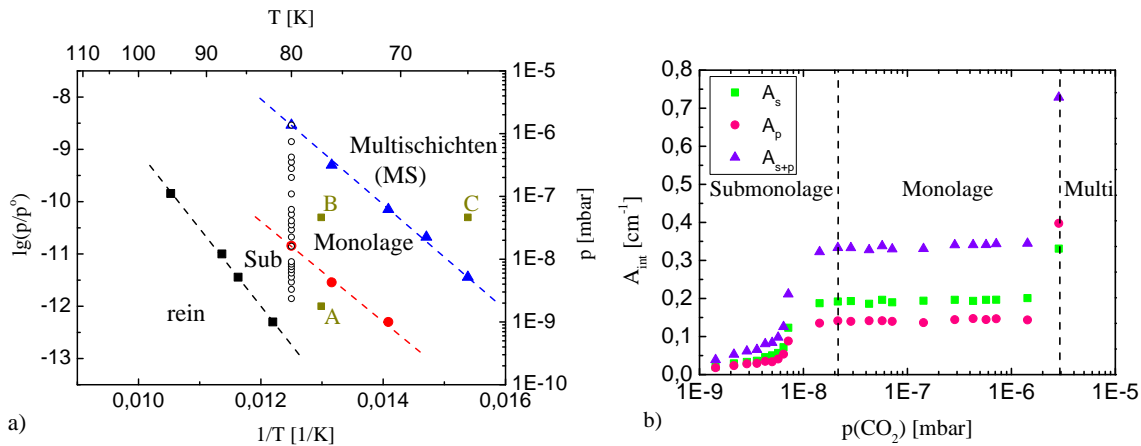 T [K]
110 100 90 80 70
-8
-9
-10
-11
-12
-13
lg(p/p°)
1E-5
1E-6
1E-7
1E-8
1E-9
1E-10
p [mbar]
Multischichten
(MS)
B
C
Monolage
Sub
rein
A
0,010 0,012 0,014 0,016
1/T [1/K]
a)
0,8
0,7
0,6
0,5
0,4
0,3
0,2
0,1
0,0
A_int [cm⁻¹]
A_s
A_p
A_s+p
Submonolage Monolage Multi.
1E-9 1E-8 1E-7 1E-6 1E-5
p(CO₂) [mbar]
b)